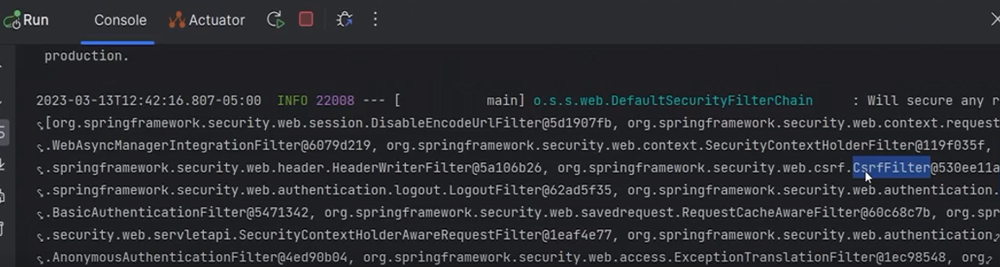 Run Console Actuator
production.
2023-03-13T12:42:16.807-05:00 INFO 22008 --- [ main] o.s.s.web.DefaultSecurityFilterChain : Will secure any r
[org.springframework.security.web.session.DisableEncodeUrlFilter@5d1907fb, org.springframework.security.web.context.request
.WebAsyncManagerIntegrationFilter@6079d219, org.springframework.security.web.context.SecurityContextHolderFilter@119f035f,
.springframework.security.web.header.HeaderWriterFilter@5a106b26, org.springframework.security.web.csrf.CsrfFilter@530ee11a
.springframework.security.web.authentication.logout.LogoutFilter@62ad5f35, org.springframework.security.web.authentication.
.BasicAuthenticationFilter@5471342, org.springframework.security.web.savedrequest.RequestCacheAwareFilter@60c68c7b, org.spr
.security.web.servletapi.SecurityContextHolderAwareRequestFilter@1eaf4e77, org.springframework.security.web.authentication
.AnonymousAuthenticationFilter@4ed90b04, org.springframework.security.web.access.ExceptionTranslationFilter@1ec98548, org